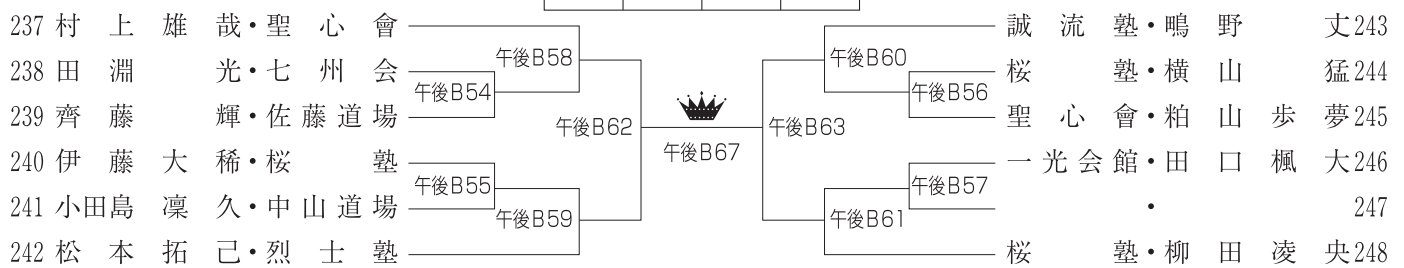 237 村上雄哉・聖心會
238 田淵光・七州会
239 齊藤輝・佐藤道場
240 伊藤大稀・桜塾
241 小田島凜久・中山道場
242 松本拓己・烈士塾
午後B58
午後B54
午後B62
午後B55
午後B59
午後B67
午後B60
午後B56
午後B63
午後B57
午後B61
誠流塾・鴫野丈 243
桜塾・横山猛 244
聖心會・粕山歩夢 245
一光会館・田口楓大 246
・ 247
桜塾・柳田凌央 248